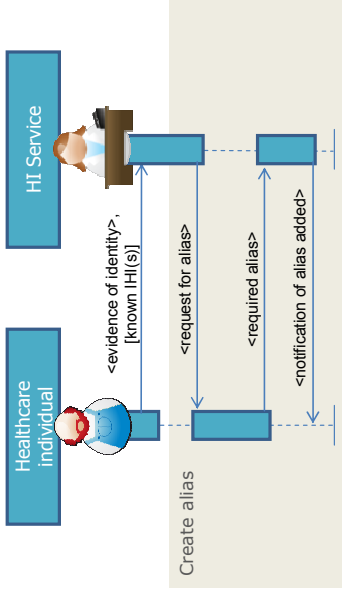 Healthcare
individual
HI Service
<evidence of identity>,
[known IHI(s)]
Create alias
<request for alias>
<required alias>
<notification of alias added>